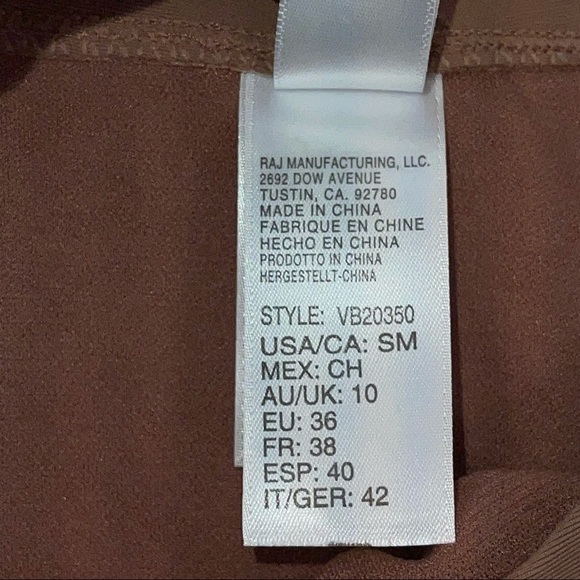 RAJ MANUFACTURING, LLC.
2692 DOW AVENUE
TUSTIN, CA. 92780
MADE IN CHINA
FABRIQUE EN CHINE
HECHO EN CHINA
PRODOTTO IN CHINA
HERGESTELLT-CHINA
STYLE: VB20350
USA/CA: SM
MEX: CH
AU/UK: 10
EU: 36
FR: 38
ESP: 40
IT/GER: 42